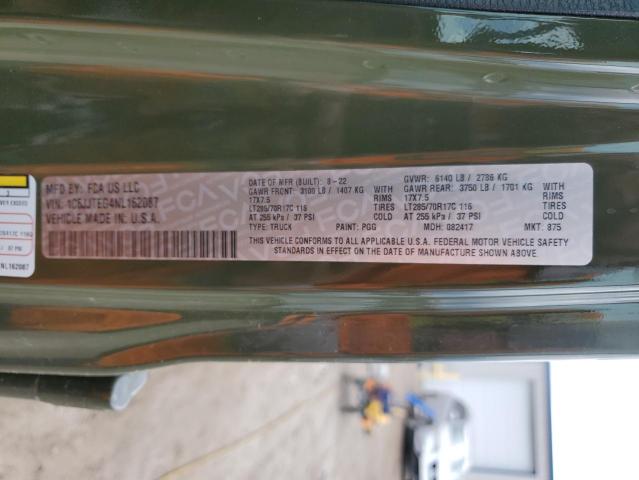 MFD BY: FCA US LLC
VIN: 1C6JJTEG4NL162087
VEHICLE MADE IN: U.S.A.
DATE OF MFR (BUILT): 8-22
GAWR FRONT: 3100 LB / 1407 KG
17X7.5 RIMS
LT285/70R17C 116 TIRES
AT 255 kPa / 37 PSI COLD
TYPE: TRUCK PAINT: PGG
GVWR: 6140 LB / 2786 KG
GAWR REAR: 3750 LB / 1701 KG
WITH
17X7.5 RIMS
LT285/70R17C 116 TIRES
AT 255 kPa / 37 PSI COLD
MDH: 082417 MKT: 875
THIS VEHICLE CONFORMS TO ALL APPLICABLE U.S.A. FEDERAL MOTOR VEHICLE SAFETY
STANDARDS IN EFFECT ON THE DATE OF MANUFACTURE SHOWN ABOVE.
37 PSI
NL162087